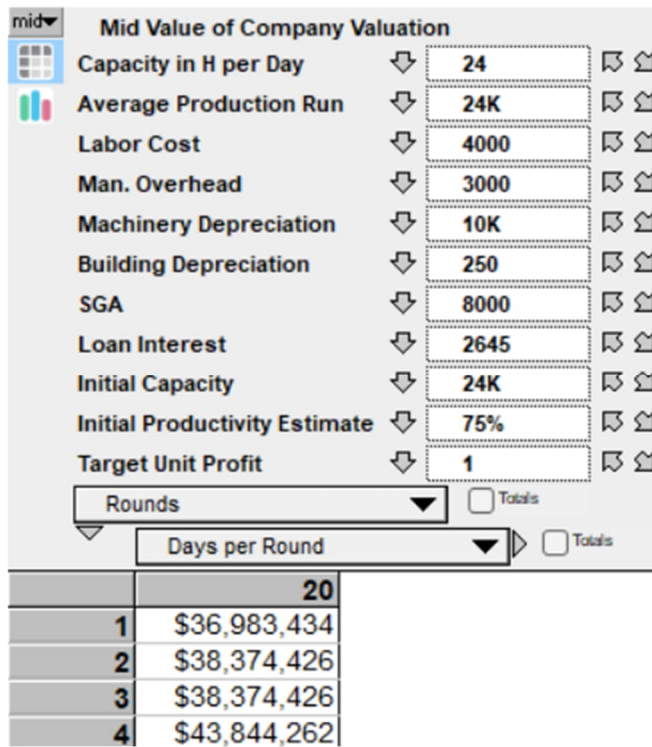 mid Mid Value of Company Valuation
Capacity in H per Day 24
Average Production Run 24K
Labor Cost 4000
Man. Overhead 3000
Machinery Depreciation 10K
Building Depreciation 250
SGA 8000
Loan Interest 2645
Initial Capacity 24K
Initial Productivity Estimate 75%
Target Unit Profit 1
Rounds Totals
Days per Round Totals
20
1 $36,983,434
2 $38,374,426
3 $38,374,426
4 $43,844,262